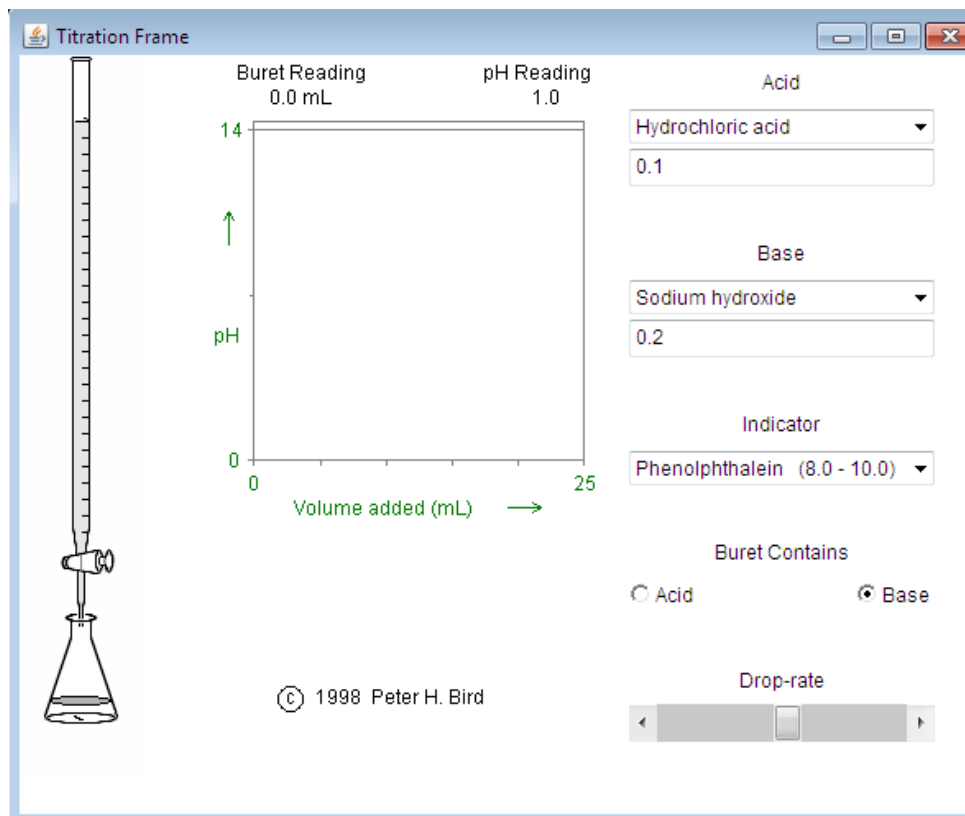 Titration Frame
Buret Reading
0.0 mL
pH Reading
1.0
14
pH
0
0
25
Volume added (mL)
© 1998 Peter H. Bird
Acid
Hydrochloric acid
0.1
Base
Sodium hydroxide
0.2
Indicator
Phenolphthalein (8.0 - 10.0)
Buret Contains
Acid
Base
Drop-rate